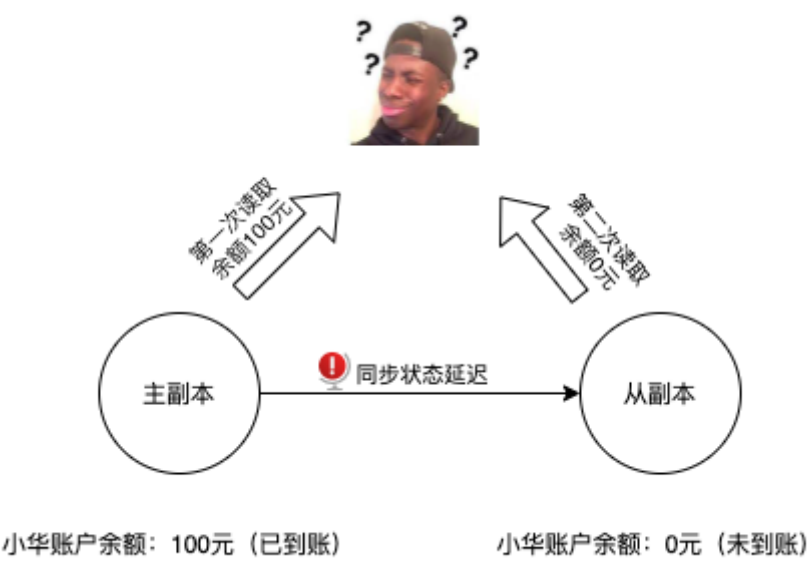 ? ?
? ?
第一次读取
余额100元
第二次读取
余额0元
! 同步状态延迟
主副本
从副本
小华账户余额：100元（已到账）
小华账户余额：0元（未到账）